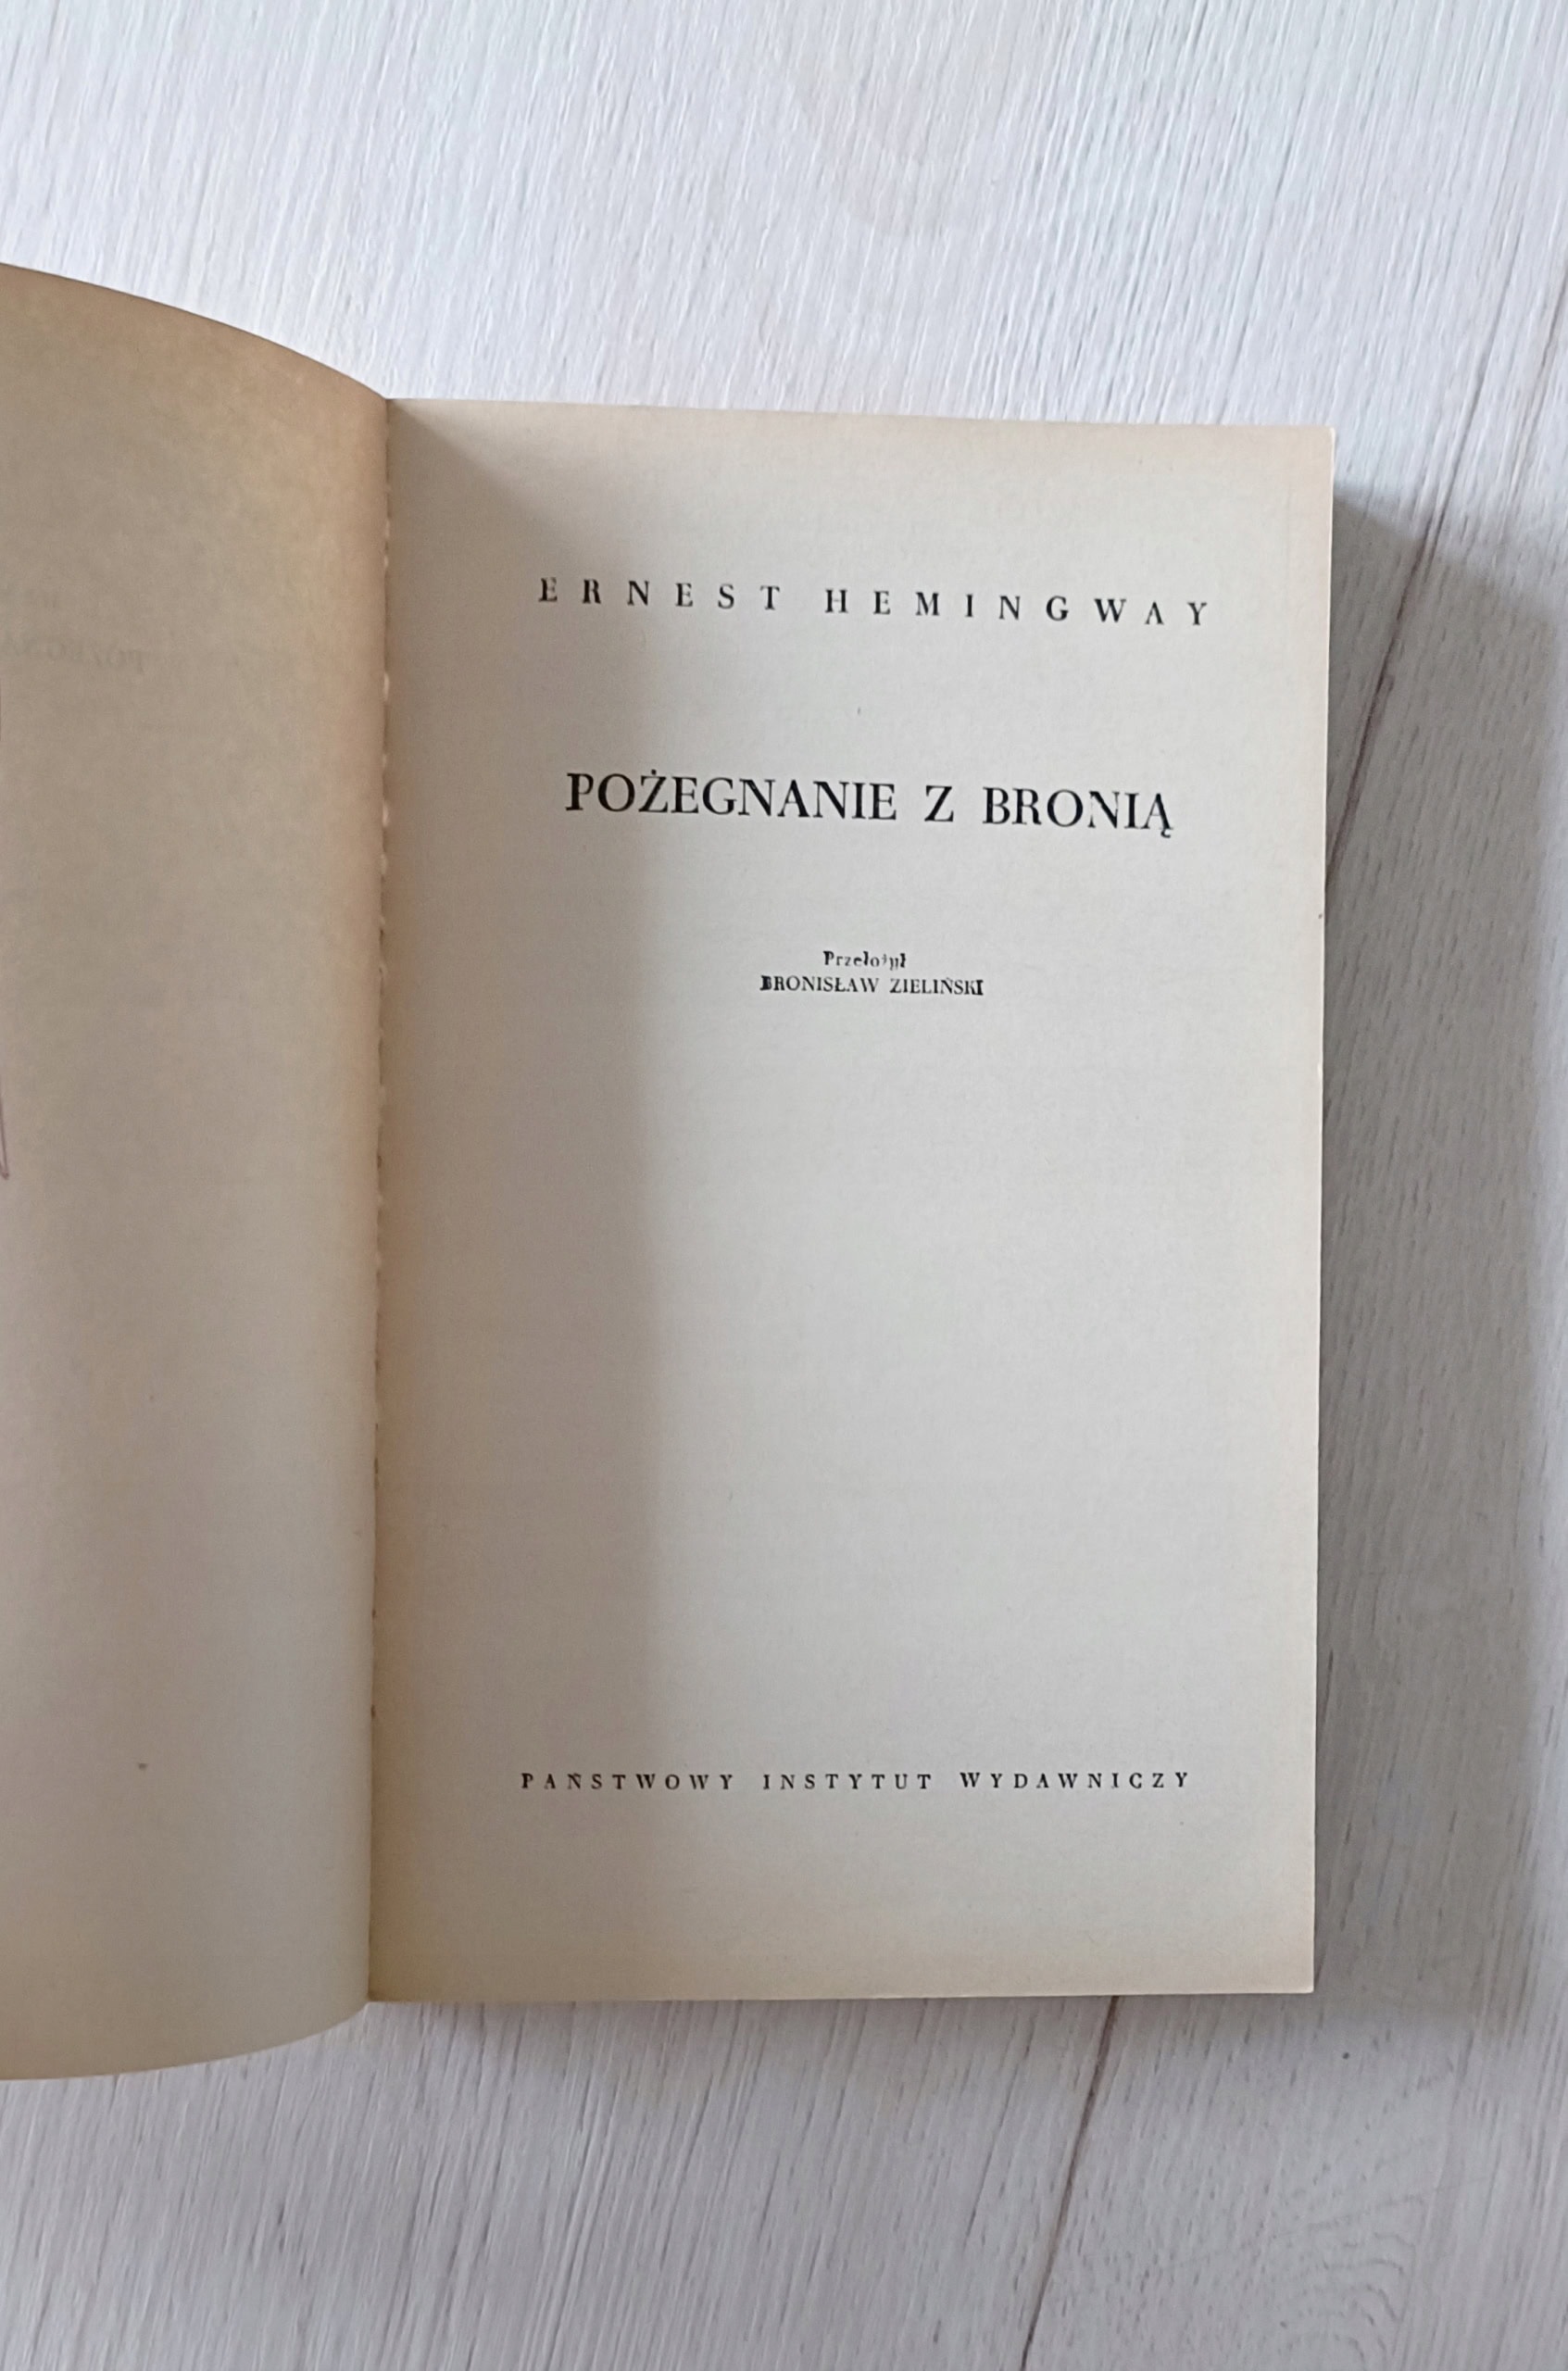 ERNEST HEMINGWAY
POŻEGNANIE Z BRONIĄ
Przełożył
BRONISŁAW ZIELIŃSKI
PAŃSTWOWY INSTYTUT WYDAWNICZY